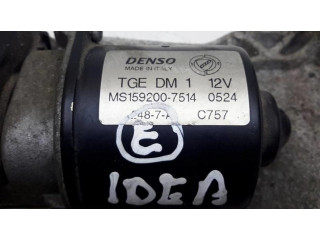 DENSO
MADE IN ITALY
TGE DM 1 12V
MS159200-7514 0524
C757
E
IDEA